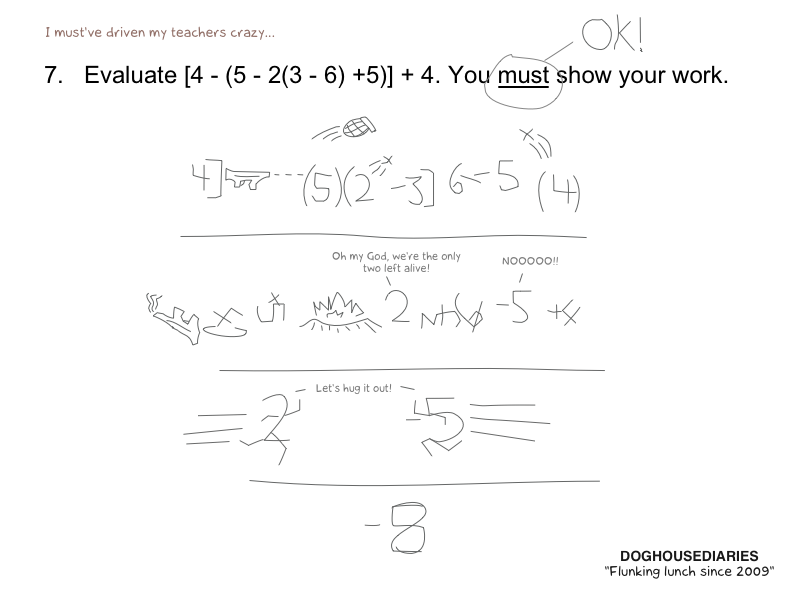 I must've driven my teachers crazy...
OK!
7. Evaluate [4 - (5 - 2(3 - 6) +5)] + 4. You must show your work.
4] (5)(2 -3] 6 - 5 (4)
Oh my God, we're the only
two left alive!
NOOOOO!!
5 2 -5 +4
Let's hug it out!
2 -5
-8
DOGHOUSEDIARIES
"Flunking lunch since 2009"